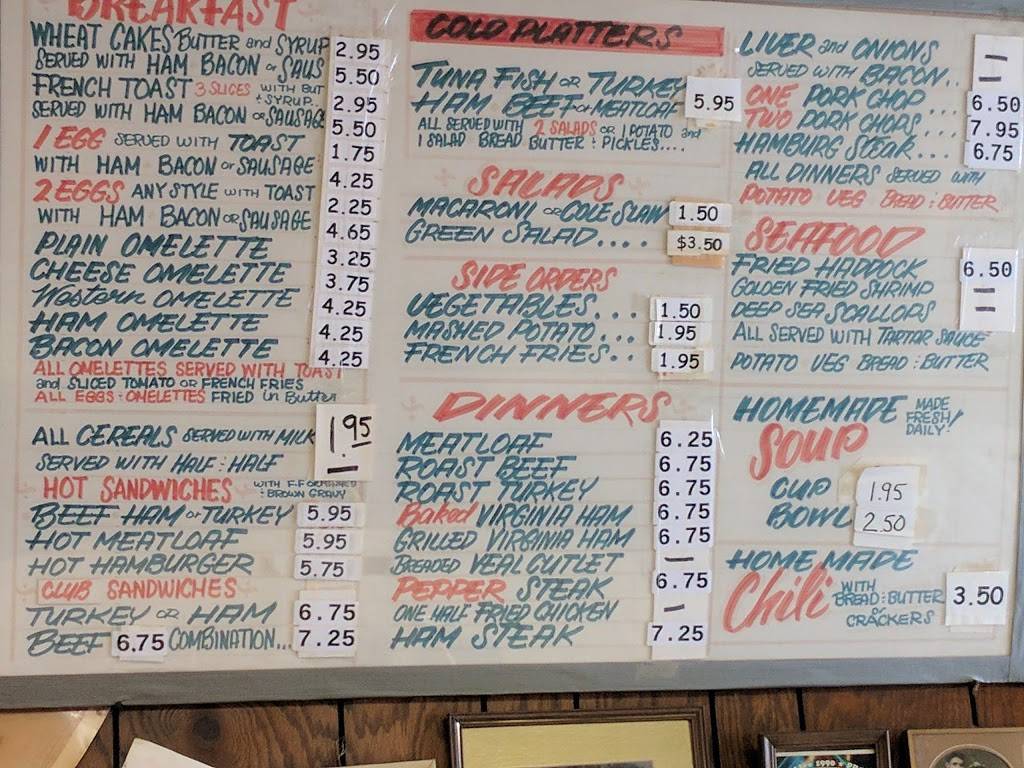 BREAKFAST
WHEAT CAKES BUTTER and SYRUP 2.95
SERVED WITH HAM BACON or SAUS 5.50
FRENCH TOAST 3 SLICES WITH BUT + SYRUP.. 2.95
SERVED WITH HAM BACON or SAUSAGE 5.50
1 EGG SERVED WITH TOAST 1.75
WITH HAM BACON or SAUSAGE 4.25
2 EGGS ANY STYLE WITH TOAST 2.25
WITH HAM BACON OR SAUSAGE 4.65
PLAIN OMELETTE 3.25
CHEESE OMELETTE 3.75
Western OMELETTE 4.25
HAM OMELETTE 4.25
BACON OMELETTE 4.25
ALL OMELETTES SERVED WITH TOAST
and SLICED TOMATO OR FRENCH FRIES
ALL EGGS : OMELETTES FRIED in Butter
ALL CEREALS SERVED WITH MILK 1.95
SERVED WITH HALF : HALF —
HOT SANDWICHES WITH F.F. OR
: BROWN GRAVY
BEEF HAM or TURKEY 5.95
HOT MEATLOAF 5.95
HOT HAMBURGER 5.75
CLUB SANDWICHES
TURKEY OR HAM 6.75
BEEF 6.75 COMBINATION... 7.25
COLD PLATTERS
TUNA FISH OR TURKEY
HAM BEEF or MEATLOAF 5.95
ALL SERVED WITH 2 SALADS OR 1 POTATO and
1 SALAD BREAD BUTTER : PICKLES....
SALADS
MACARONI OR COLE SLAW 1.50
GREEN SALAD.... $3.50
SIDE ORDERS
VEGETABLES... 1.50
MASHED POTATO... 1.95
FRENCH FRIES.. 1.95
DINNERS
MEATLOAF 6.25
ROAST BEEF 6.75
ROAST TURKEY 6.75
Baked VIRGINIA HAM 6.75
GRILLED VIRGINIA HAM 6.75
BREADED VEAL CUTLET —
PEPPER STEAK 6.75
ONE HALF FRIED CHICKEN —
HAM STEAK 7.25
LIVER and ONIONS —
SERVED WITH BACON.. —
ONE PORK CHOP 6.50
TWO PORK CHOPS... 7.95
HAMBURG STEAK... 6.75
ALL DINNERS SERVED WITH
POTATO VEG BREAD : BUTTER
SEAFOOD
FRIED HADDOCK 6.50
GOLDEN FRIED SHRIMP —
DEEP SEA SCALLOPS —
ALL SERVED WITH TARTAR SAUCE
POTATO VEG BREAD : BUTTER
HOMEMADE MADE FRESH DAILY!
SOUP
CUP 1.95
BOWL 2.50
HOME MADE
Chili WITH BREAD : BUTTER or CRACKERS 3.50
1990